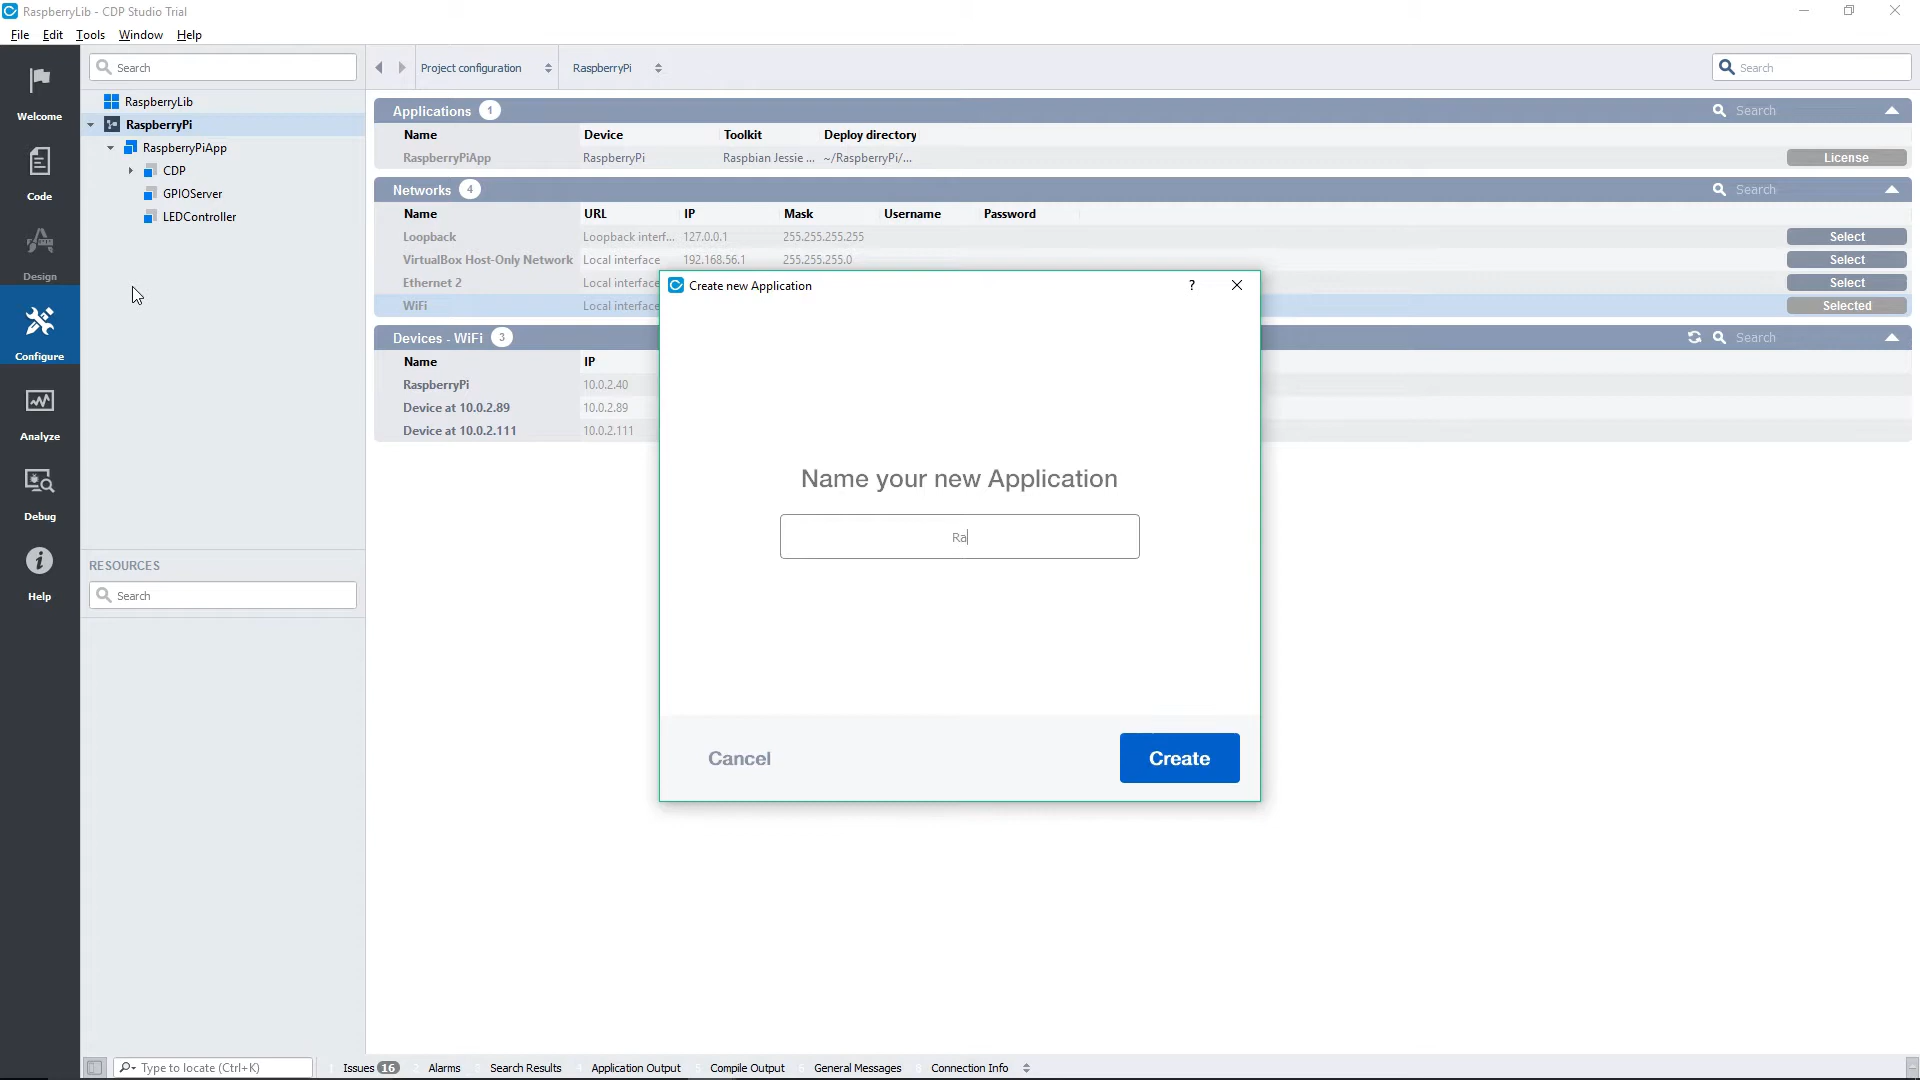 RaspberryLib - CDP Studio Trial
File Edit Tools Window Help
Welcome
Code
Design
Configure
Analyze
Debug
Help
Search
RaspberryLib
RaspberryPi
RaspberryPiApp
CDP
GPIOServer
LEDController
RESOURCES
Search
Project configuration RaspberryPi Search
Applications 1 Search
Name Device Toolkit Deploy directory
RaspberryPiApp RaspberryPi Raspbian Jessie ... ~/RaspberryPi/... License
Networks 4 Search
Name URL IP Mask Username Password
Loopback Loopback interf... 127.0.0.1 255.255.255.255 Select
VirtualBox Host-Only Network Local interface 192.168.56.1 255.255.255.0 Select
Ethernet 2 Local interface Select
WiFi Local interface Selected
Devices - WiFi 3 Search
Name IP
RaspberryPi 10.0.2.40
Device at 10.0.2.89 10.0.2.89
Device at 10.0.2.111 10.0.2.111
Create new Application ?
Name your new Application
Ra
Cancel Create
Type to locate (Ctrl+K) 1 Issues 16 2 Alarms Search Results 4 Application Output 5 Compile Output 6 General Messages 8 Connection Info